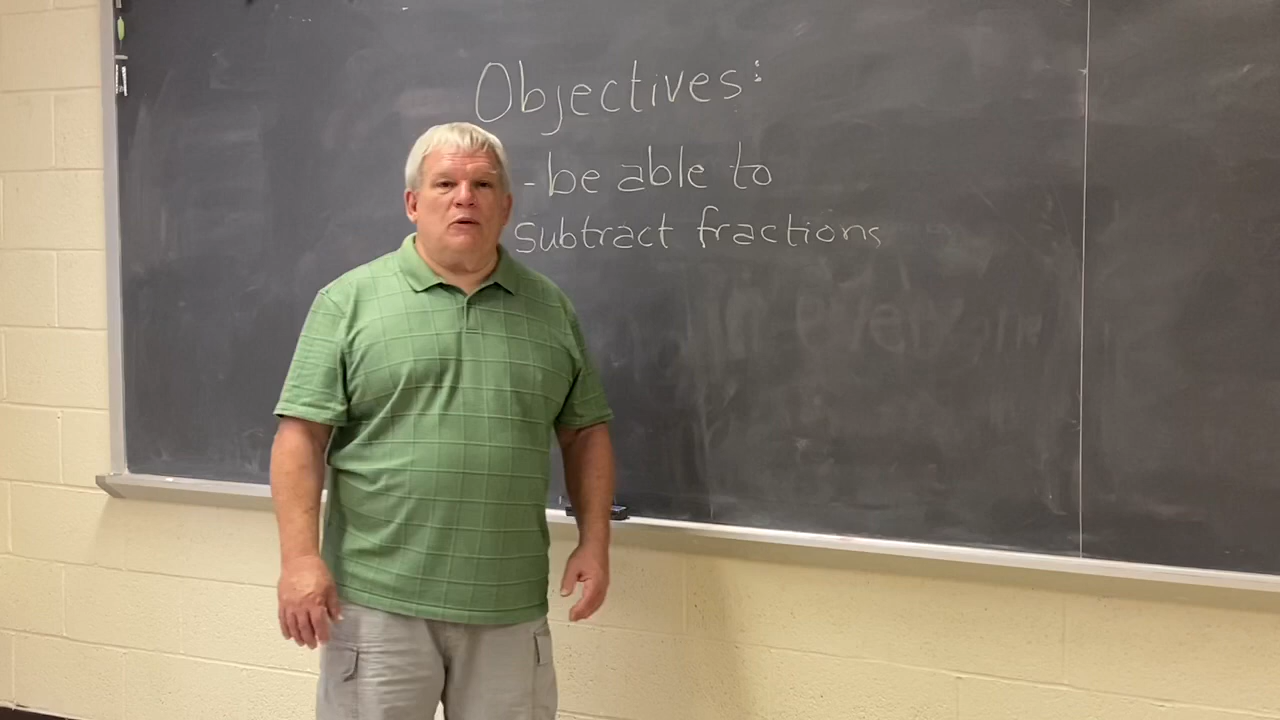 Objectives:
-be able to
subtract fractions